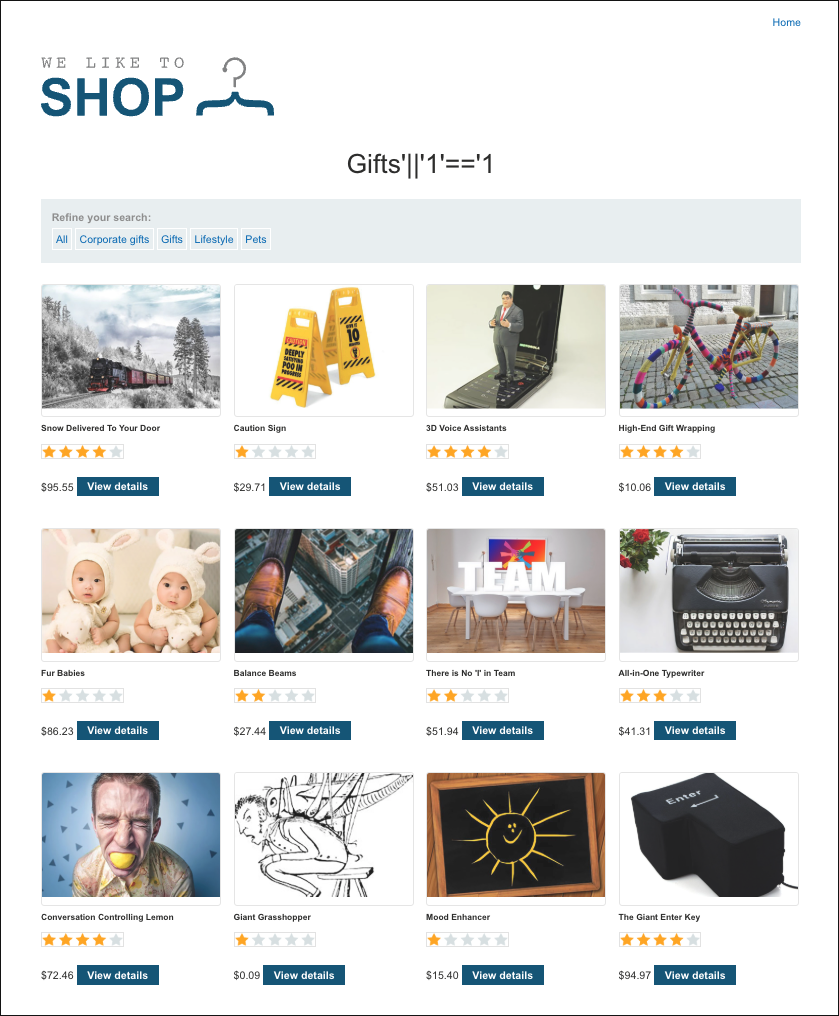 Home
WE LIKE TO
SHOP
Gifts'||'1'=='1
Refine your search:
All Corporate gifts Gifts Lifestyle Pets
CAUTION
DEEPLY
SATISFYING
POO IN
PROGRESS
GIVE IT
10
MINUTES
Snow Delivered To Your Door
Caution Sign
3D Voice Assistants
High-End Gift Wrapping
$95.55 View details
$29.71 View details
$51.03 View details
$10.06 View details
TEAM
Fur Babies
Balance Beams
There is No 'I' in Team
All-in-One Typewriter
$86.23 View details
$27.44 View details
$51.94 View details
$41.31 View details
Enter
Conversation Controlling Lemon
Giant Grasshopper
Mood Enhancer
The Giant Enter Key
$72.46 View details
$0.09 View details
$15.40 View details
$94.97 View details